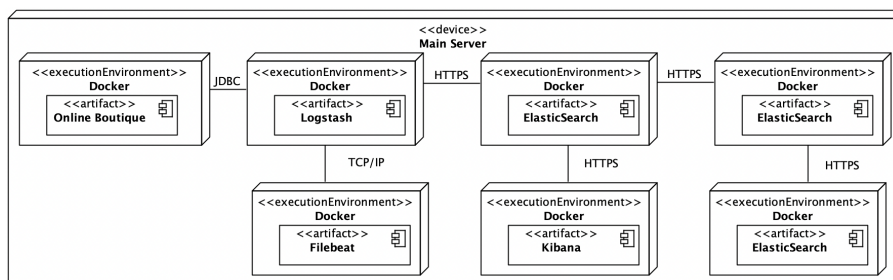 <<device>>
Main Server
<<executionEnvironment>>
Docker
<<artifact>>
Online Boutique
JDBC
<<executionEnvironment>>
Docker
<<artifact>>
Logstash
HTTPS
<<executionEnvironment>>
Docker
<<artifact>>
ElasticSearch
HTTPS
<<executionEnvironment>>
Docker
<<artifact>>
ElasticSearch
TCP/IP
HTTPS
HTTPS
<<executionEnvironment>>
Docker
<<artifact>>
Filebeat
<<executionEnvironment>>
Docker
<<artifact>>
Kibana
<<executionEnvironment>>
Docker
<<artifact>>
ElasticSearch